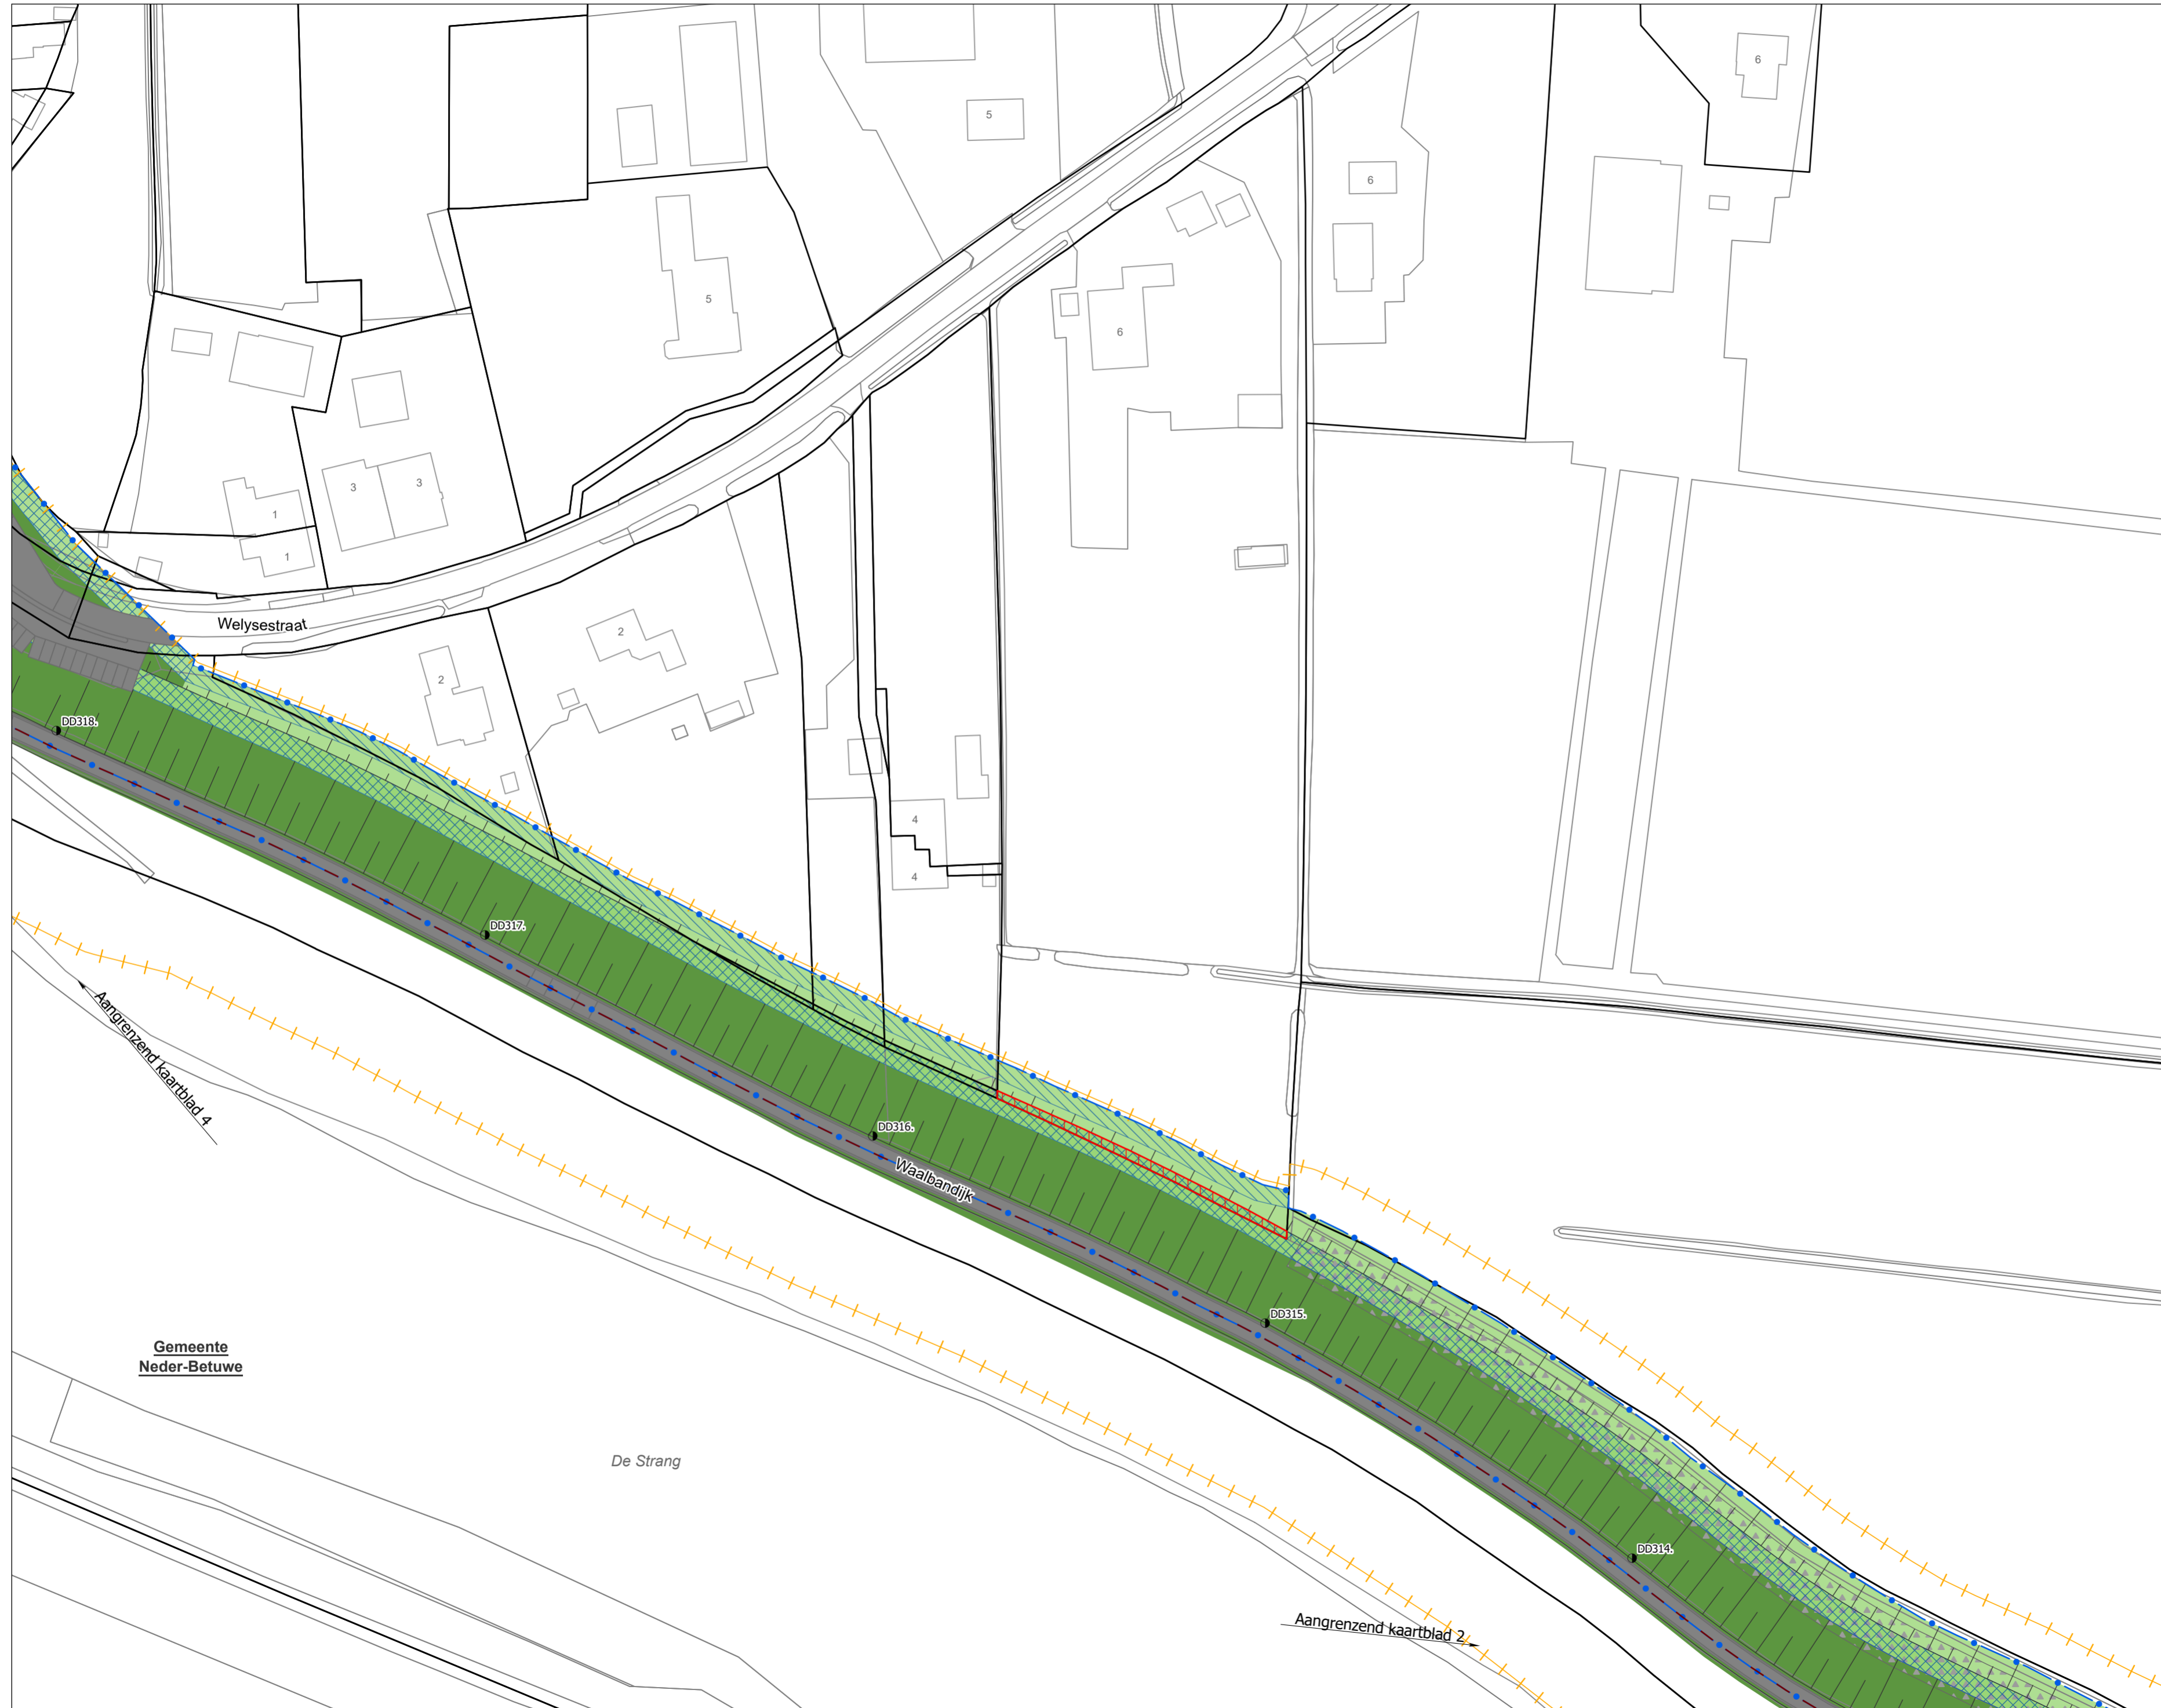 6
5
6
5
6
3
3
1
1
Welysestraat
2
2
DD318.
4
4
DD317.
Aangrenzend kaartblad 4
DD316.
Waalbandijk
DD315.
Gemeente
Neder-Betuwe
De Strang
DD314.
Aangrenzend kaartblad 2